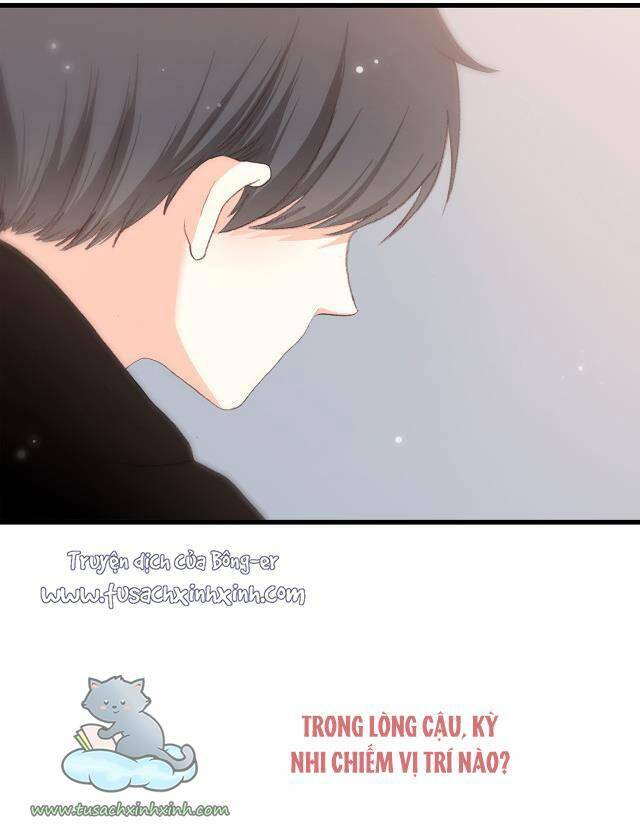 Truyện dịch của Bông-er
www.tusachxinhxinh.com
TRONG LÒNG CẬU, KỲ
NHI CHIẾM VỊ TRÍ NÀO?
www.tusachxinhxinh.com